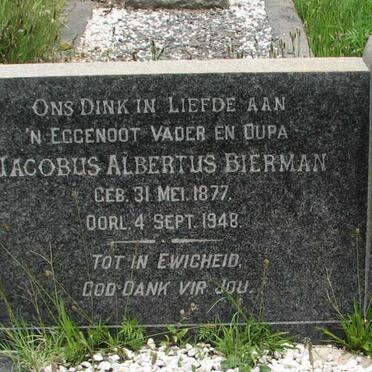 ONS DINK IN LIEFDE AAN
'N EGGENOOT VADER EN OUPA
JACOBUS ALBERTUS BIERMAN
GEB. 31 MEI. 1877.
OORL. 4 SEPT. 1948.
TOT IN EWIGHEID.
GOD DANK VIR JOU.